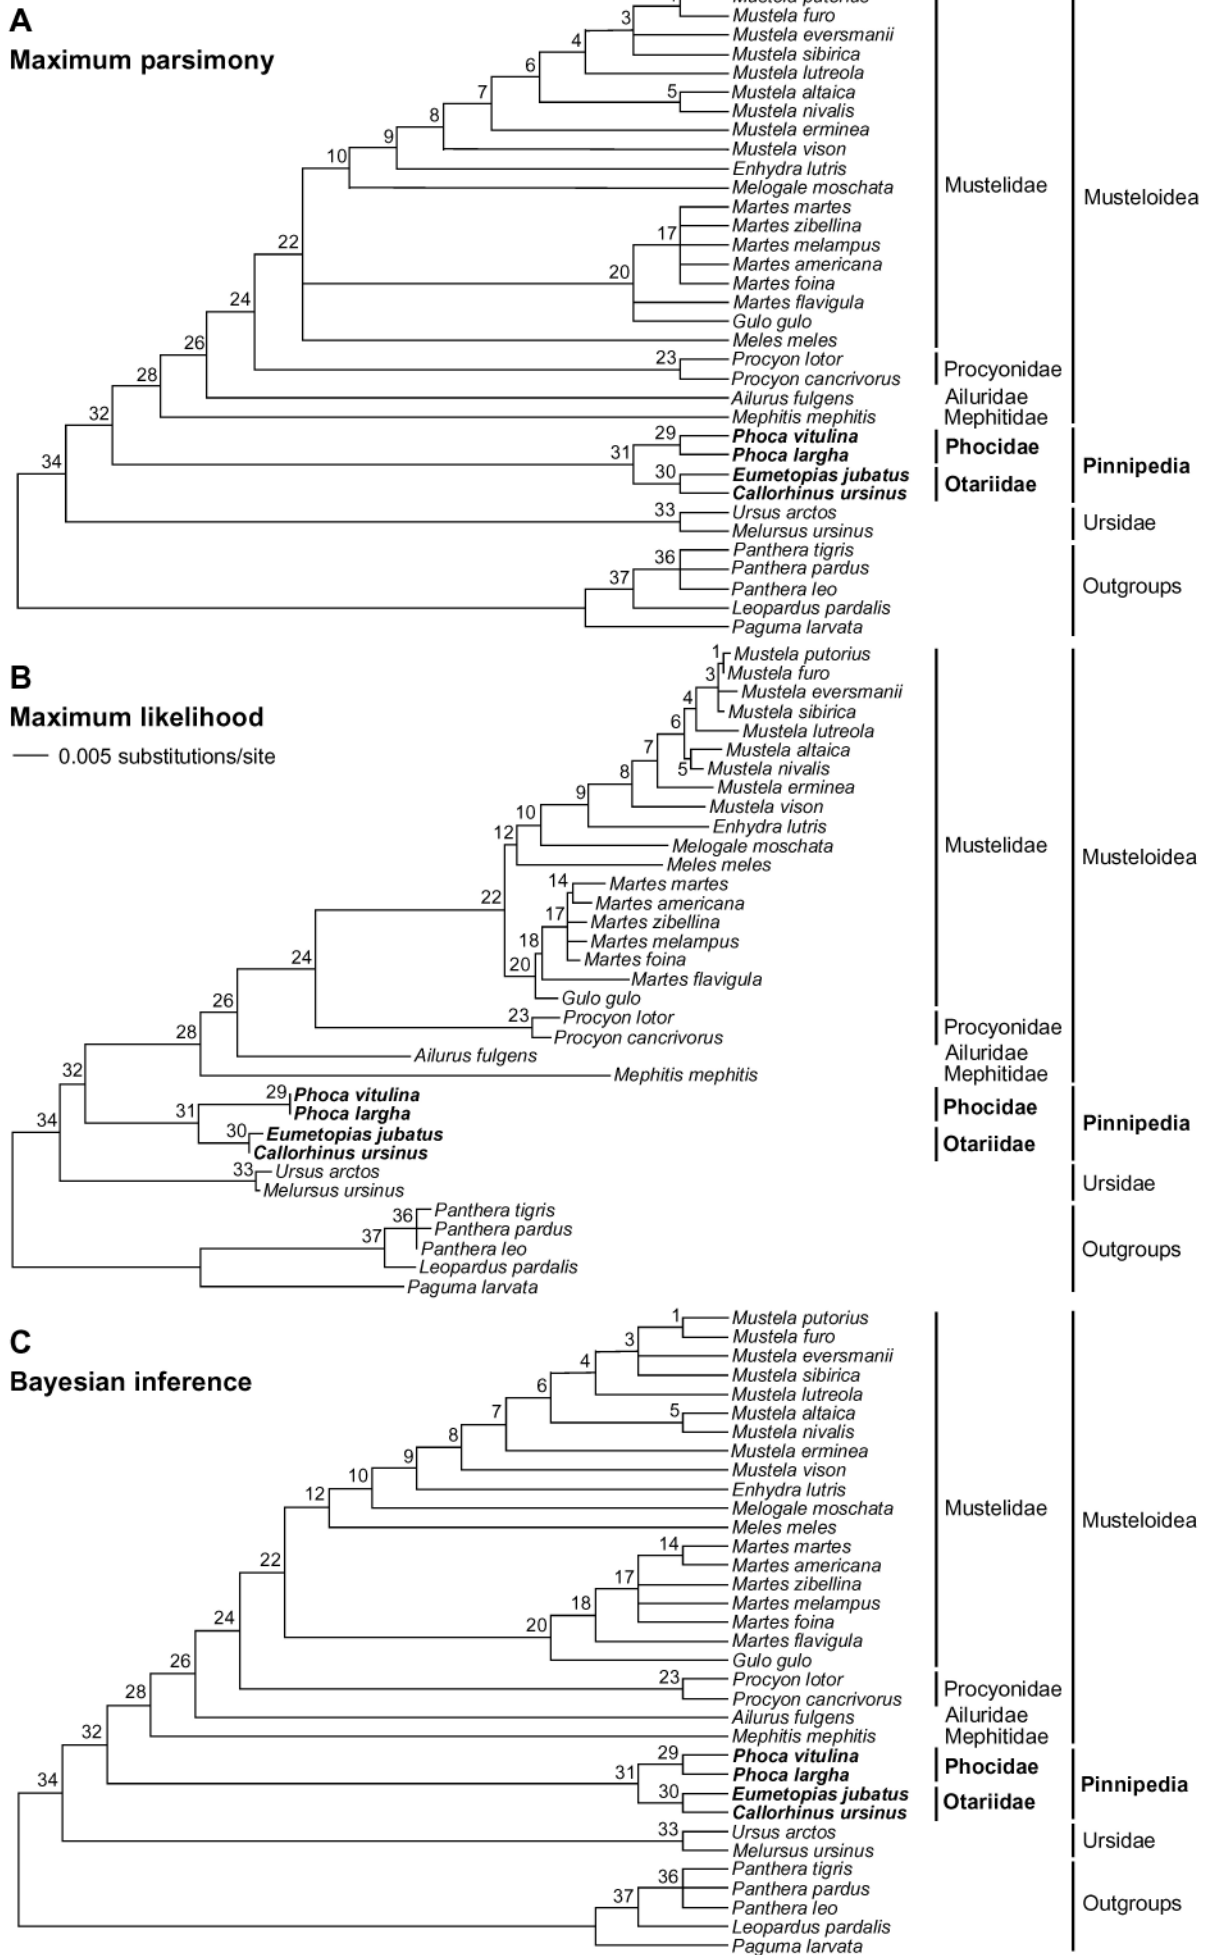 A
Maximum parsimony
Mustela furo
3
Mustela eversmanii
4
Mustela sibirica
6
Mustela lutreola
7
5
Mustela altaica
Mustela nivalis
8
Mustela erminea
9
Mustela vison
10
Enhydra lutris
Melogale moschata
Mustelidae
Musteloidea
Martes martes
Martes zibellina
17
Martes melampus
22
Martes americana
20
Martes foina
24
Martes flavigula
Gulo gulo
26
Meles meles
23
Procyon lotor
28
Procyon cancrivorus
Procyonidae
Ailurus fulgens
Ailuridae
32
Mephitis mephitis
Mephitidae
29
Phoca vitulina
31
Phoca largha
Phocidae
34
30
Eumetopias jubatus
Callorhinus ursinus
Otariidae
Pinnipedia
33
Ursus arctos
Melursus ursinus
Ursidae
36
Panthera tigris
Panthera pardus
37
Panthera leo
Outgroups
Leopardus pardalis
Paguma larvata
B
Maximum likelihood
0.005 substitutions/site
1
Mustela putorius
3
Mustela furo
Mustela eversmanii
4
Mustela sibirica
6
Mustela lutreola
7
Mustela altaica
8
5
Mustela nivalis
9
Mustela erminea
10
Mustela vison
12
Enhydra lutris
Melogale moschata
Mustelidae
Musteloidea
Meles meles
14
Martes martes
22
Martes americana
17
Martes zibellina
18
Martes melampus
24
20
Martes foina
Martes flavigula
26
Gulo gulo
23
Procyon lotor
28
Procyon cancrivorus
Procyonidae
Ailurus fulgens
Ailuridae
32
Mephitis mephitis
Mephitidae
29
Phoca vitulina
31
Phoca largha
Phocidae
34
30
Eumetopias jubatus
Callorhinus ursinus
Otariidae
Pinnipedia
33
Ursus arctos
Melursus ursinus
Ursidae
36
Panthera tigris
37
Panthera pardus
Panthera leo
Outgroups
Leopardus pardalis
Paguma larvata
C
Bayesian inference
1
Mustela putorius
3
Mustela furo
4
Mustela eversmanii
Mustela sibirica
6
Mustela lutreola
7
5
Mustela altaica
8
Mustela nivalis
9
Mustela erminea
10
Mustela vison
12
Enhydra lutris
Melogale moschata
Mustelidae
Musteloidea
Meles meles
14
Martes martes
22
Martes americana
17
Martes zibellina
18
Martes melampus
24
20
Martes foina
Martes flavigula
26
Gulo gulo
23
Procyon lotor
28
Procyon cancrivorus
Procyonidae
Ailurus fulgens
Ailuridae
32
Mephitis mephitis
Mephitidae
29
Phoca vitulina
31
Phoca largha
Phocidae
34
30
Eumetopias jubatus
Callorhinus ursinus
Otariidae
Pinnipedia
33
Ursus arctos
Melursus ursinus
Ursidae
36
Panthera tigris
37
Panthera pardus
Panthera leo
Outgroups
Leopardus pardalis
Paguma larvata